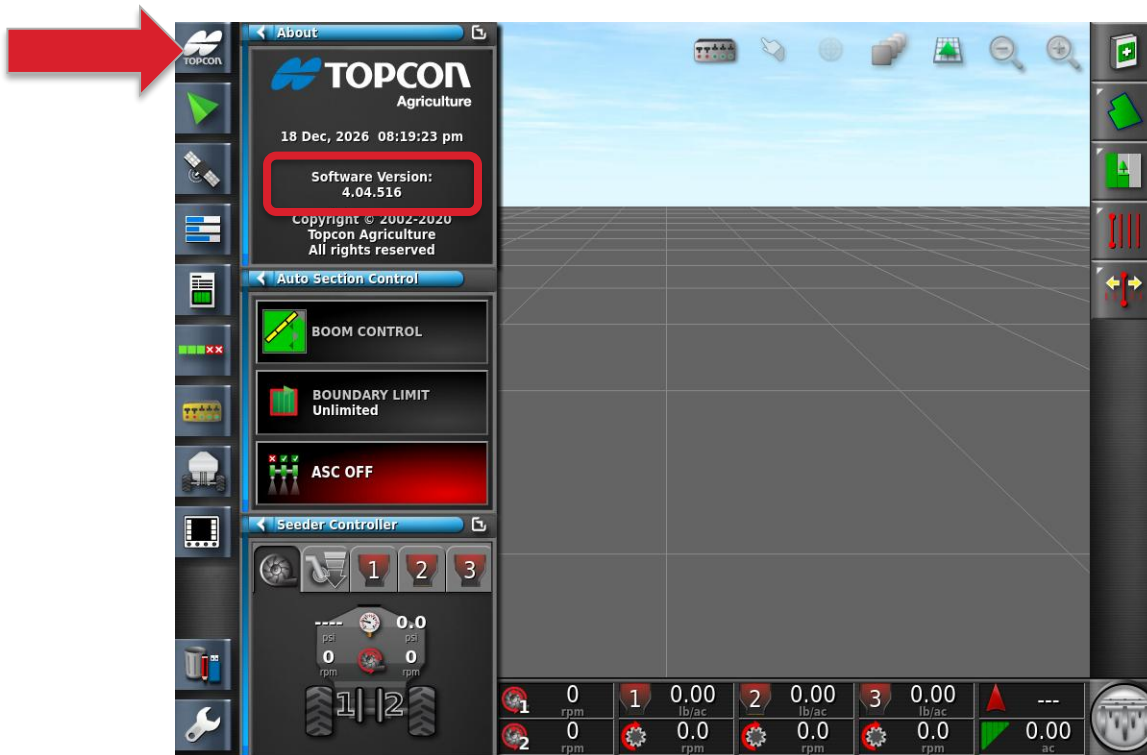 TOPCON
About
TOPCON
Agriculture
18 Dec, 2026 08:19:23 pm
Software Version:
4.04.516
Copyright © 2002-2020
Topcon Agriculture
All rights reserved
Auto Section Control
BOOM CONTROL
BOUNDARY LIMIT
Unlimited
ASC OFF
Seeder Controller
1 2 3
---- 0.0
psi psi
0 0
rpm rpm
1 2
1 0 rpm 1 0.00 lb/ac 2 0.00 lb/ac 3 0.00 lb/ac ---
2 0 rpm 0.0 rpm 0.0 rpm 0.0 rpm 0.00 ac